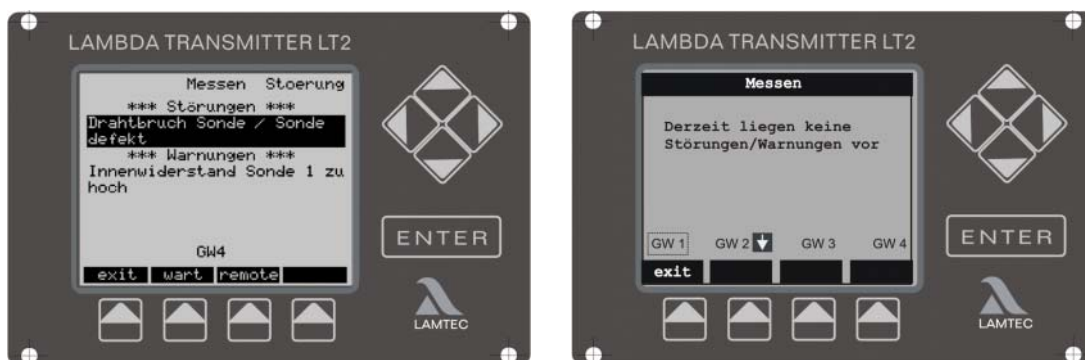 LAMBDA TRANSMITTER LT2
Messen Stoerung
*** Störungen ***
Drahtbruch Sonde / Sonde
defekt
*** Warnungen ***
Innenwiderstand Sonde 1 zu
hoch
GW4
exit wart remote
ENTER
LAMTEC
LAMBDA TRANSMITTER LT2
Messen
Derzeit liegen keine
Störungen/Warnungen vor
GW 1 GW 2 GW 3 GW 4
exit
ENTER
LAMTEC